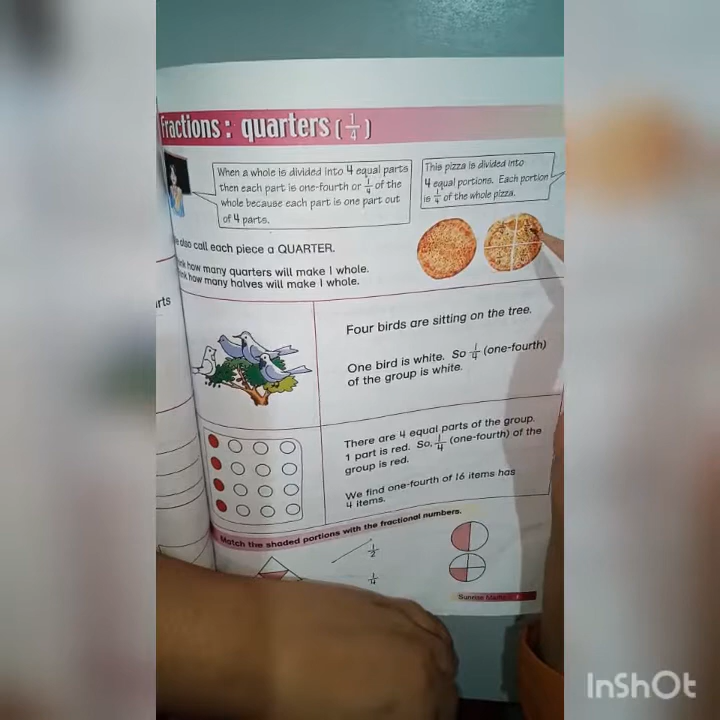 fractions : quarters ( 1/4 )
When a whole is divided into 4 equal parts
then each part is one-fourth or 1/4 of the
whole because each part is one part out
of 4 parts.
This pizza is divided into
4 equal portions. Each portion
is 1/4 of the whole pizza.
also call each piece a QUARTER.
how many quarters will make 1 whole.
how many halves will make 1 whole.
Four birds are sitting on the tree.
One bird is white. So 1/4 (one-fourth)
of the group is white.
There are 4 equal parts of the group.
1 part is red. So, 1/4 (one-fourth) of the
group is red.
We find one-fourth of 16 items has
4 items.
Match the shaded portions with the fractional numbers.
1/2
1/4
Sunrise
InShOt